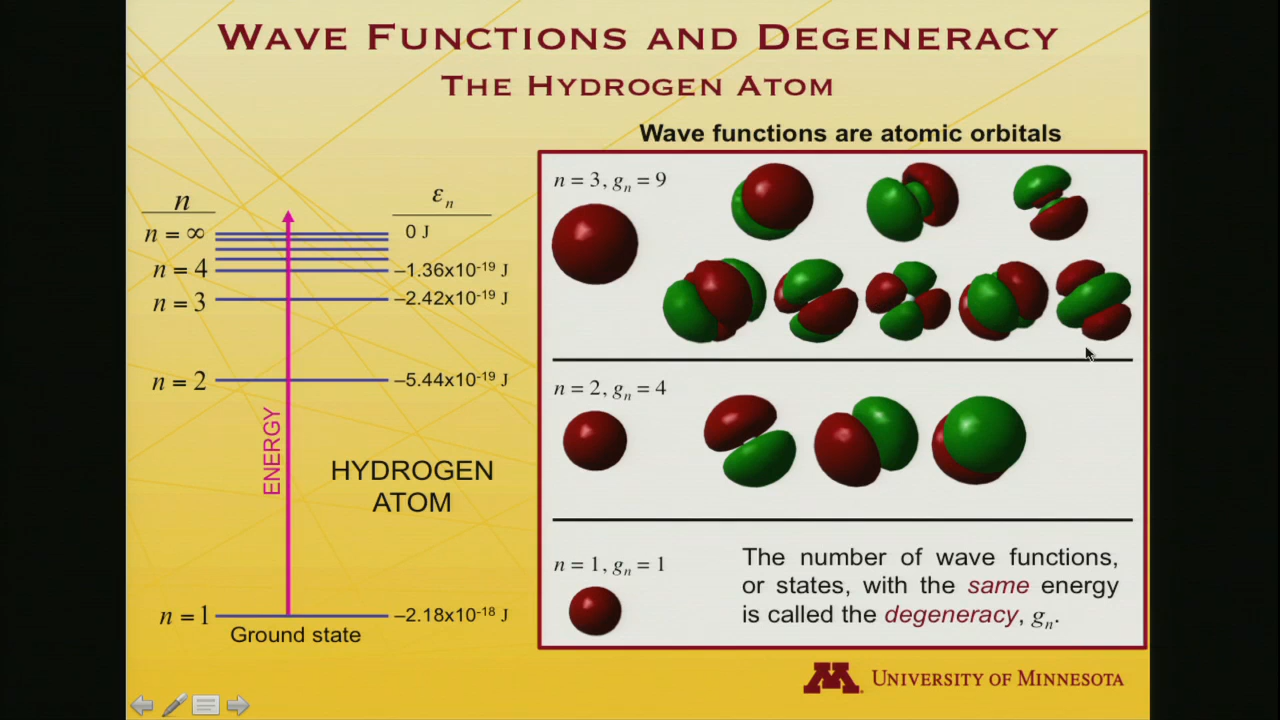 WAVE FUNCTIONS AND DEGENERACY
THE HYDROGEN ATOM
Wave functions are atomic orbitals
n
εn
n = ∞
0 J
n = 4
–1.36x10-19 J
n = 3
–2.42x10-19 J
n = 2
–5.44x10-19 J
ENERGY
HYDROGEN
ATOM
n = 1
–2.18x10-18 J
Ground state
n = 3, gn = 9
n = 2, gn = 4
n = 1, gn = 1
The number of wave functions,
or states, with the same energy
is called the degeneracy, gn.
M
UNIVERSITY OF MINNESOTA